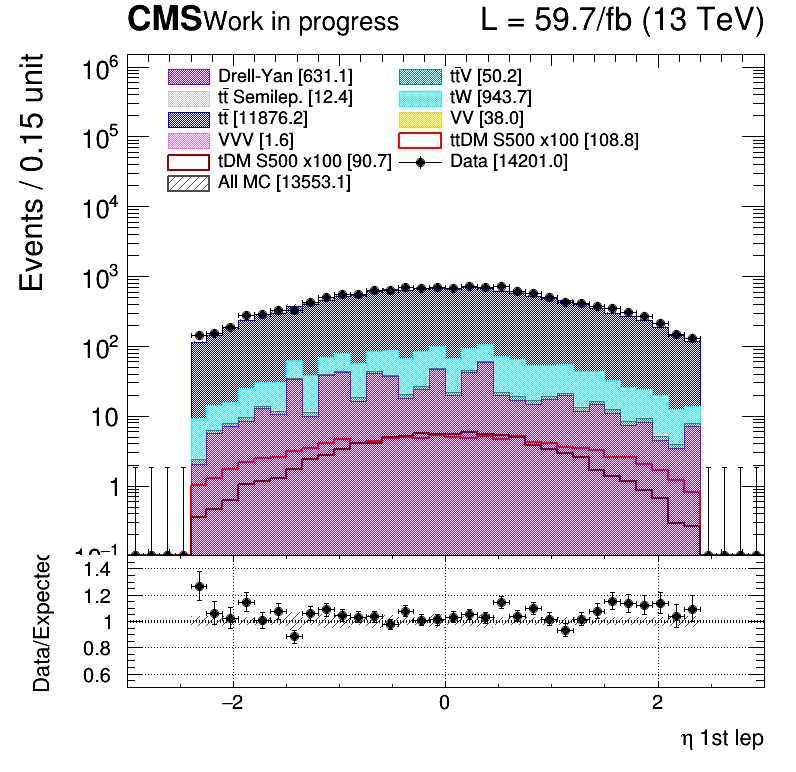 CMS Work in progress L = 59.7/fb (13 TeV)
Events / 0.15 unit
Drell-Yan [631.1] tt̄V [50.2]
tt̄ Semilep. [12.4] tW [943.7]
tt̄ [11876.2] VV [38.0]
VVV [1.6] ttDM S500 x100 [108.8]
tDM S500 x100 [90.7] Data [14201.0]
All MC [13553.1]
10⁶
10⁵
10⁴
10³
10²
10
1
10⁻¹
Data/Expected
1.4
1.2
1
0.8
0.6
−2 0 2
η 1st lep